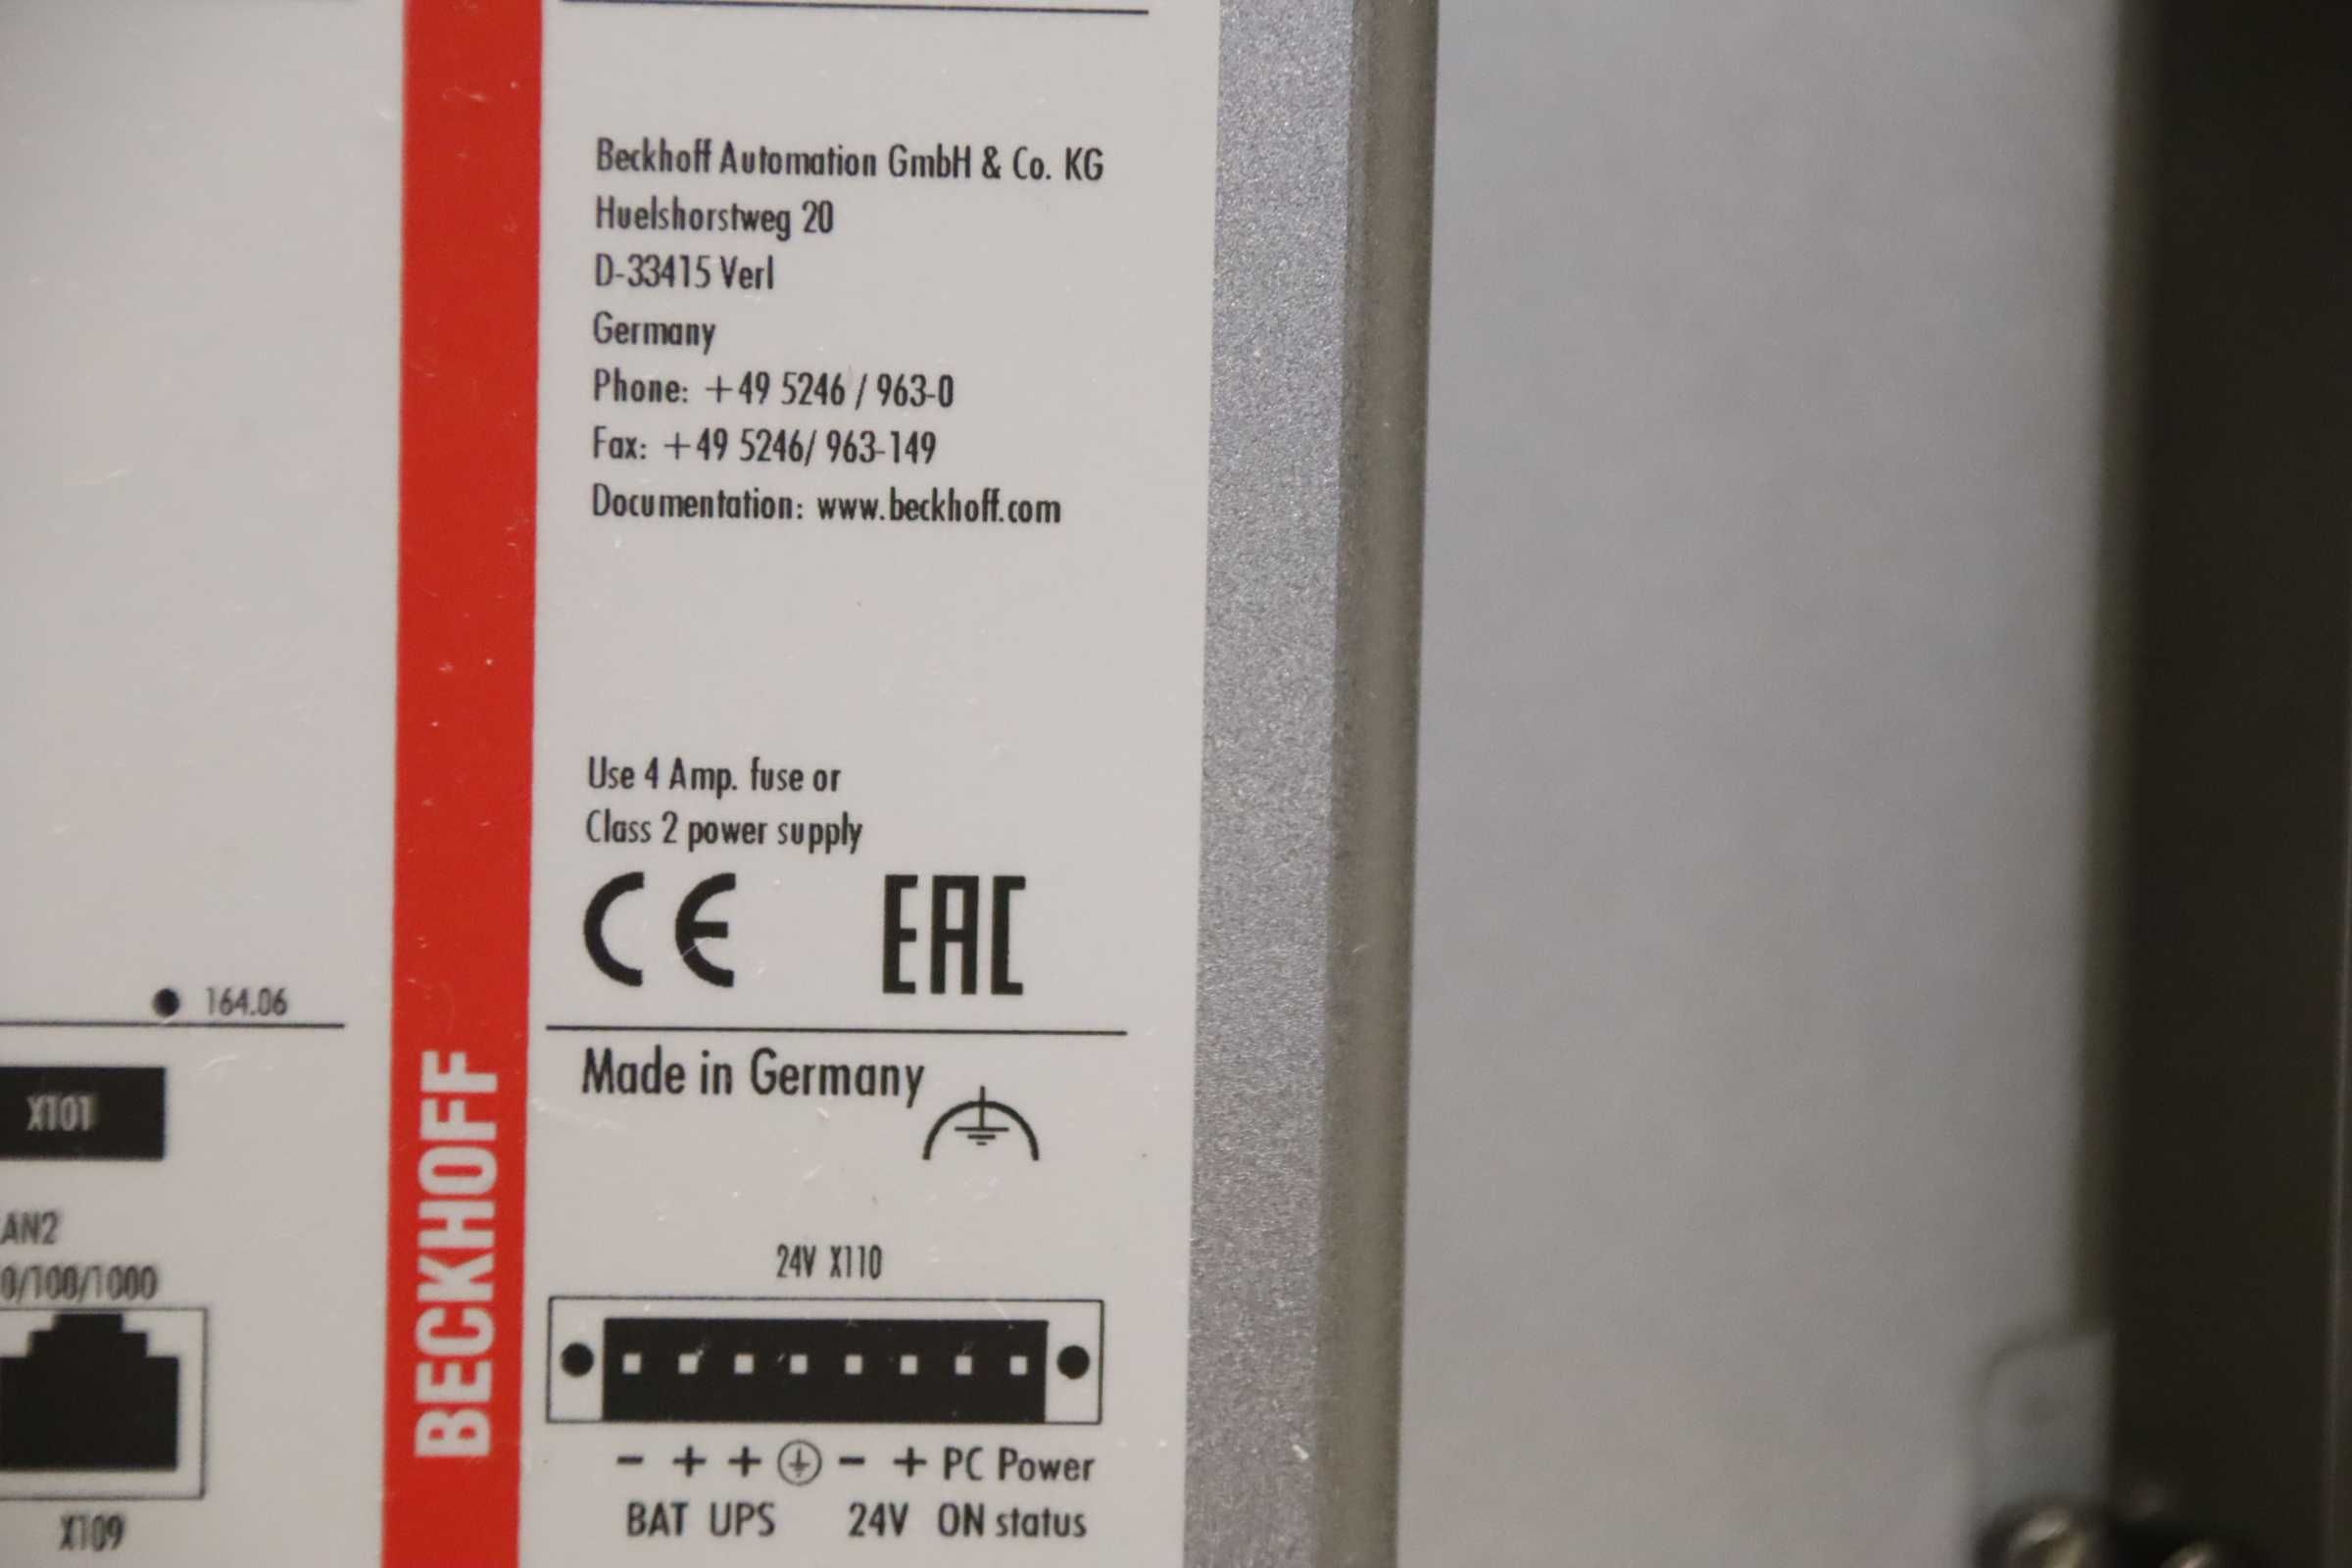 Beckhoff Automation GmbH & Co. KG
Huelshorstweg 20
D-33415 Verl
Germany
Phone: +49 5246 / 963-0
Fax: +49 5246/ 963-149
Documentation: www.beckhoff.com
Use 4 Amp. fuse or
Class 2 power supply
CE EAC
164.06
Made in Germany
X101
AN2
0/100/1000
X109
BECKHOFF
24V X110
− + + − + PC Power
BAT UPS 24V ON status